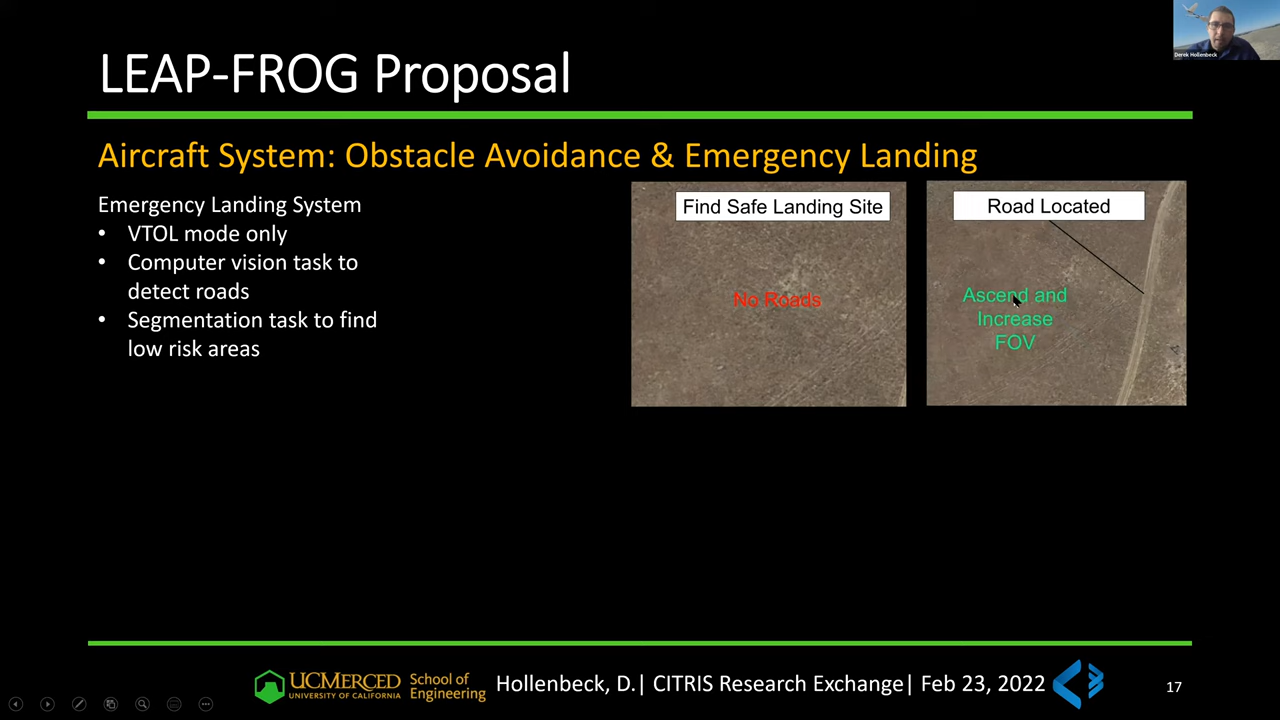 Derek Hollenbeck
LEAP-FROG Proposal
Aircraft System: Obstacle Avoidance & Emergency Landing
Emergency Landing System
• VTOL mode only
• Computer vision task to
detect roads
• Segmentation task to find
low risk areas
Find Safe Landing Site
No Roads
Road Located
Ascend and
Increase
FOV
UCMERCED
UNIVERSITY OF CALIFORNIA
School of
Engineering
Hollenbeck, D.| CITRIS Research Exchange| Feb 23, 2022
17